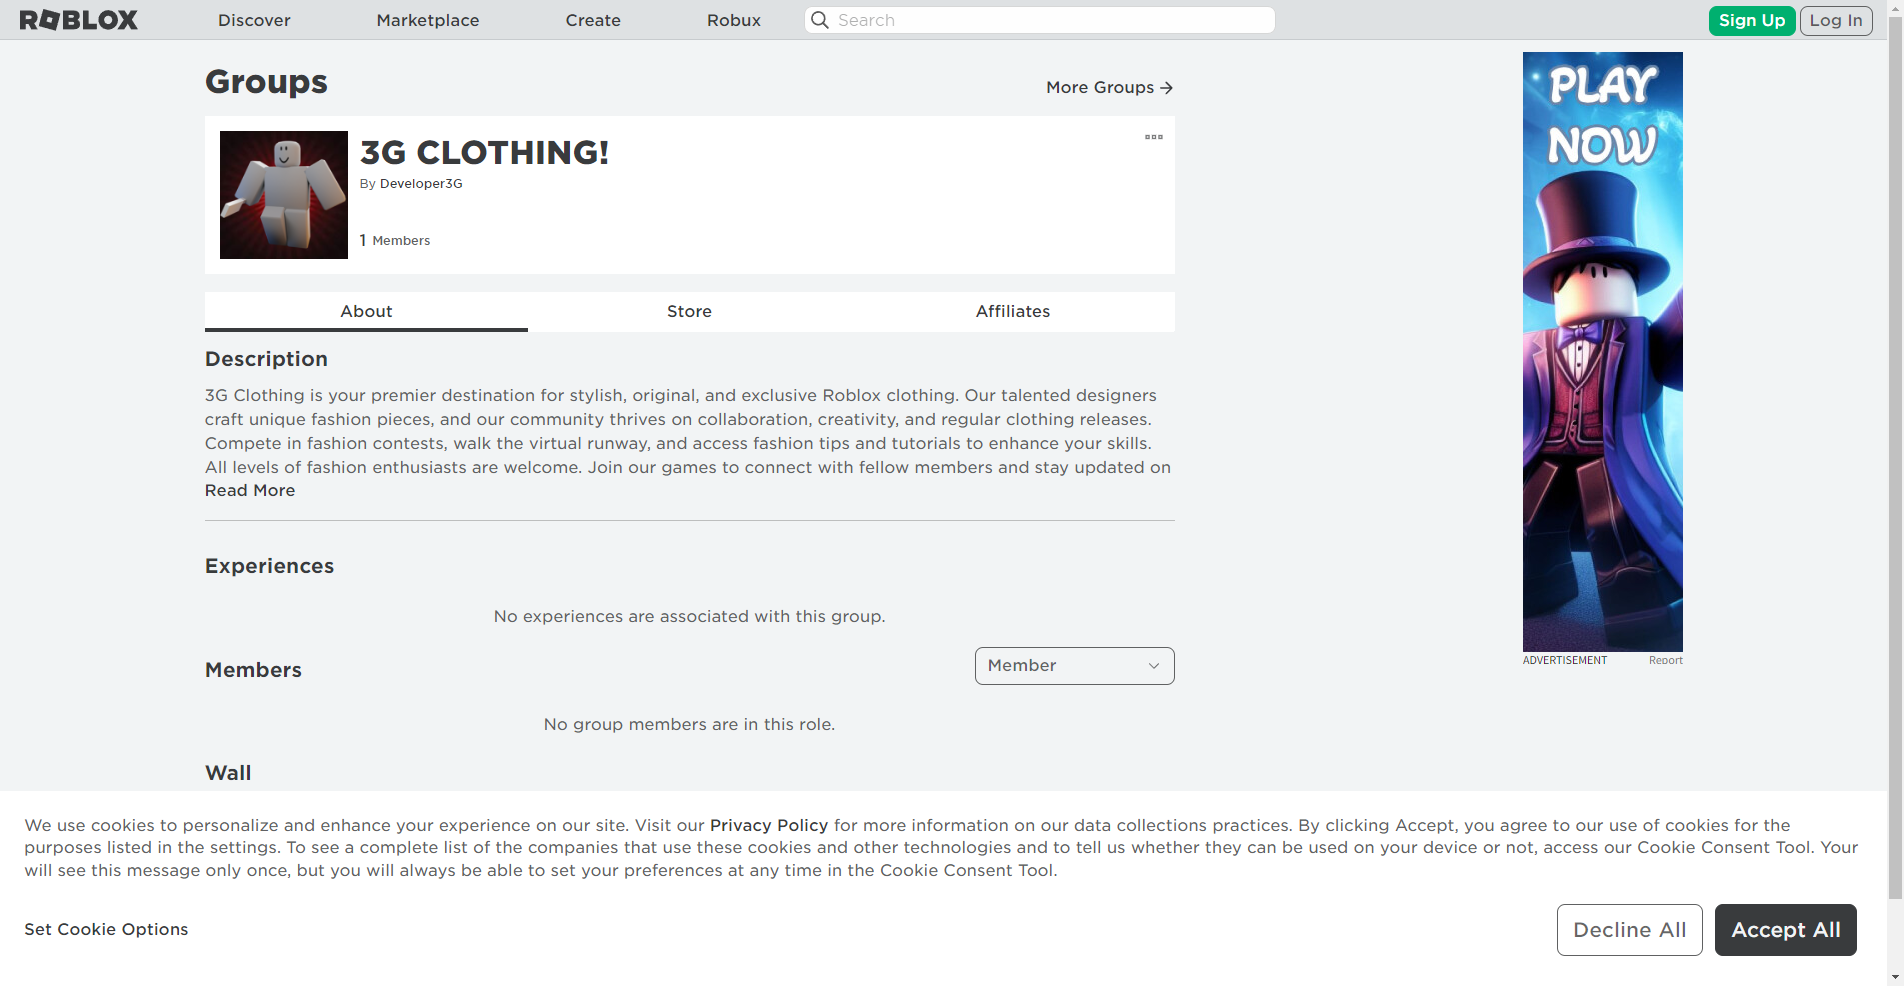 ROBLOX Discover Marketplace Create Robux Search Sign Up Log In
Groups
More Groups
3G CLOTHING!
By Developer3G
1 Members
About Store Affiliates
Description
3G Clothing is your premier destination for stylish, original, and exclusive Roblox clothing. Our talented designers
craft unique fashion pieces, and our community thrives on collaboration, creativity, and regular clothing releases.
Compete in fashion contests, walk the virtual runway, and access fashion tips and tutorials to enhance your skills.
All levels of fashion enthusiasts are welcome. Join our games to connect with fellow members and stay updated on
Read More
Experiences
No experiences are associated with this group.
Members
Member
No group members are in this role.
Wall
PLAY
NOW
ADVERTISEMENT Report
We use cookies to personalize and enhance your experience on our site. Visit our Privacy Policy for more information on our data collections practices. By clicking Accept, you agree to our use of cookies for the
purposes listed in the settings. To see a complete list of the companies that use these cookies and other technologies and to tell us whether they can be used on your device or not, access our Cookie Consent Tool. Your
will see this message only once, but you will always be able to set your preferences at any time in the Cookie Consent Tool.
Set Cookie Options
Decline All
Accept All